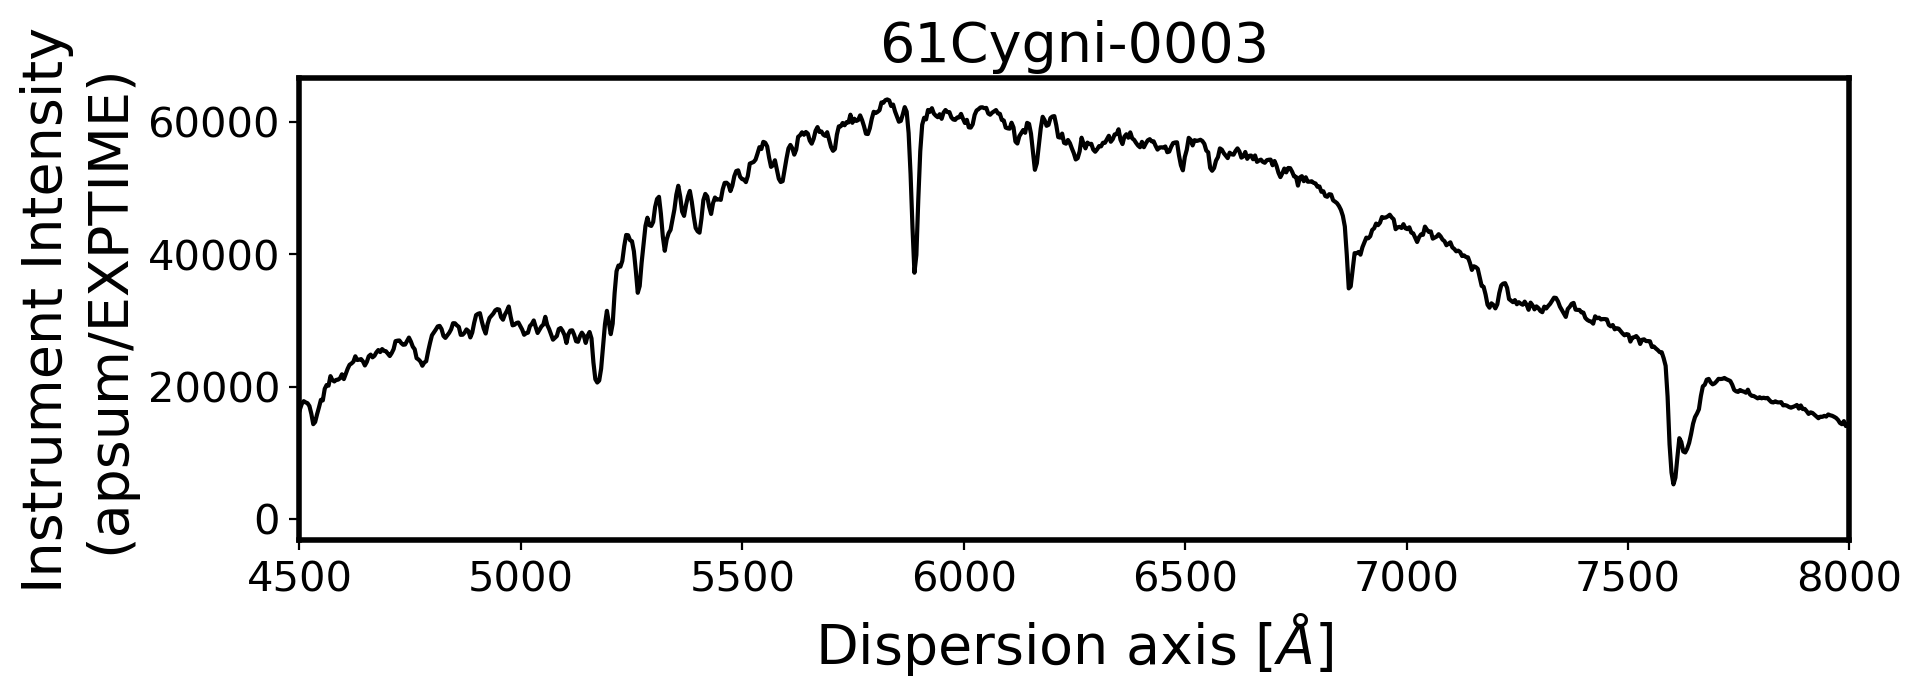 61Cygni-0003
Instrument Intensity
(apsum/EXPTIME)
60000
40000
20000
0
4500 5000 5500 6000 6500 7000 7500 8000
Dispersion axis [Å]